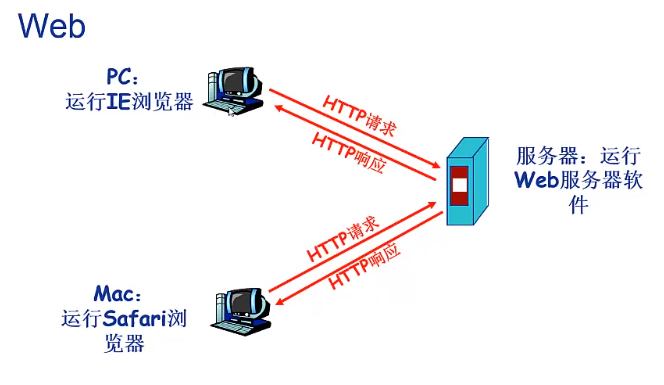 Web
PC：
运行IE浏览器
HTTP请求
HTTP响应
服务器：运行
Web服务器软
件
HTTP请求
HTTP响应
Mac：
运行Safari浏
览器